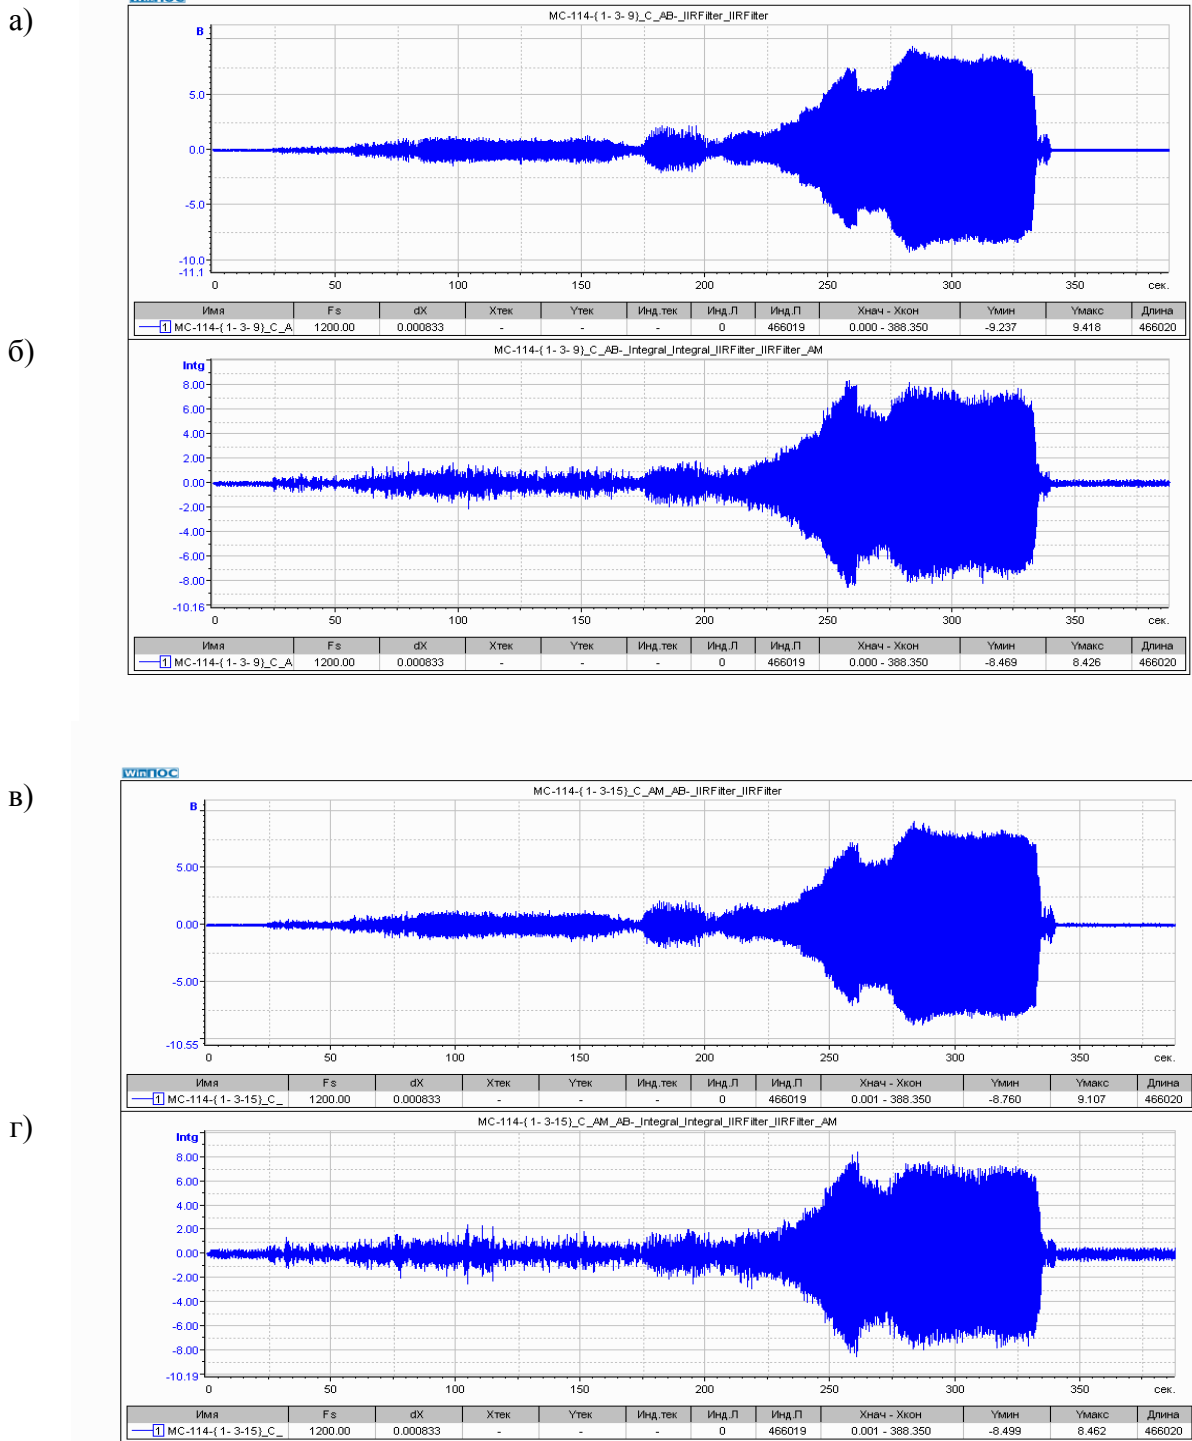 а)
MC-114-{ 1- 3- 9}_C_AB-_IIRFilter_IIRFilter
В
5.0
0.0
-5.0
-10.0
-11.1
0 50 100 150 200 250 300 350 сек.
Имя Fs dX Xтек Yтек Инд.тек Инд.Л Инд.П Xнач - Xкон Yмин Yмакс Длина
1 MC-114-{ 1- 3- 9}_C_A 1200.00 0.000833 - - - 0 466019 0.000 - 388.350 -9.237 9.418 466020
б)
MC-114-{ 1- 3- 9}_C_AB-_Integral_Integral_IIRFilter_IIRFilter_AM
Intg
8.00
6.00
4.00
2.00
0.00
-2.00
-4.00
-6.00
-8.00
-10.16
0 50 100 150 200 250 300 350 сек.
Имя Fs dX Xтек Yтек Инд.тек Инд.Л Инд.П Xнач - Xкон Yмин Yмакс Длина
1 MC-114-{ 1- 3- 9}_C_A 1200.00 0.000833 - - - 0 466019 0.000 - 388.350 -8.469 8.426 466020
WinПОС
в)
MC-114-{ 1- 3-15}_C_AM_AB-_IIRFilter_IIRFilter
В
5.00
0.00
-5.00
-10.55
0 50 100 150 200 250 300 350 сек.
Имя Fs dX Xтек Yтек Инд.тек Инд.Л Инд.П Xнач - Xкон Yмин Yмакс Длина
1 MC-114-{ 1- 3-15}_C_ 1200.00 0.000833 - - - 0 466019 0.001 - 388.350 -8.760 9.107 466020
г)
MC-114-{ 1- 3-15}_C_AM_AB-_Integral_Integral_IIRFilter_IIRFilter_AM
Intg
8.00
6.00
4.00
2.00
0.00
-2.00
-4.00
-6.00
-8.00
-10.19
0 50 100 150 200 250 300 350 сек.
Имя Fs dX Xтек Yтек Инд.тек Инд.Л Инд.П Xнач - Xкон Yмин Yмакс Длина
1 MC-114-{ 1- 3-15}_C_ 1200.00 0.000833 - - - 0 466019 0.001 - 388.350 -8.499 8.462 466020